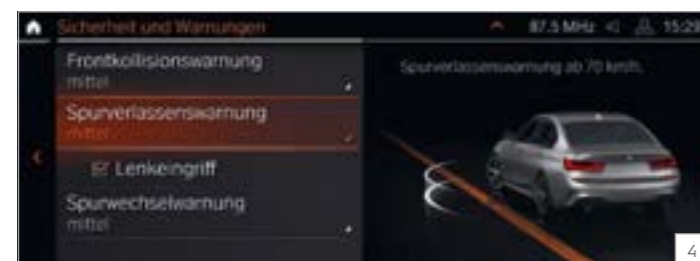 Sicherheit und Warnungen
87.5 MHz 15:29
Frontkollisionswarnung
mittel
Spurverlassenswarnung
mittel
Lenkeingriff
Spurwechselwarnung
mittel
Spurverlassenswarnung ab 70 km/h.
4